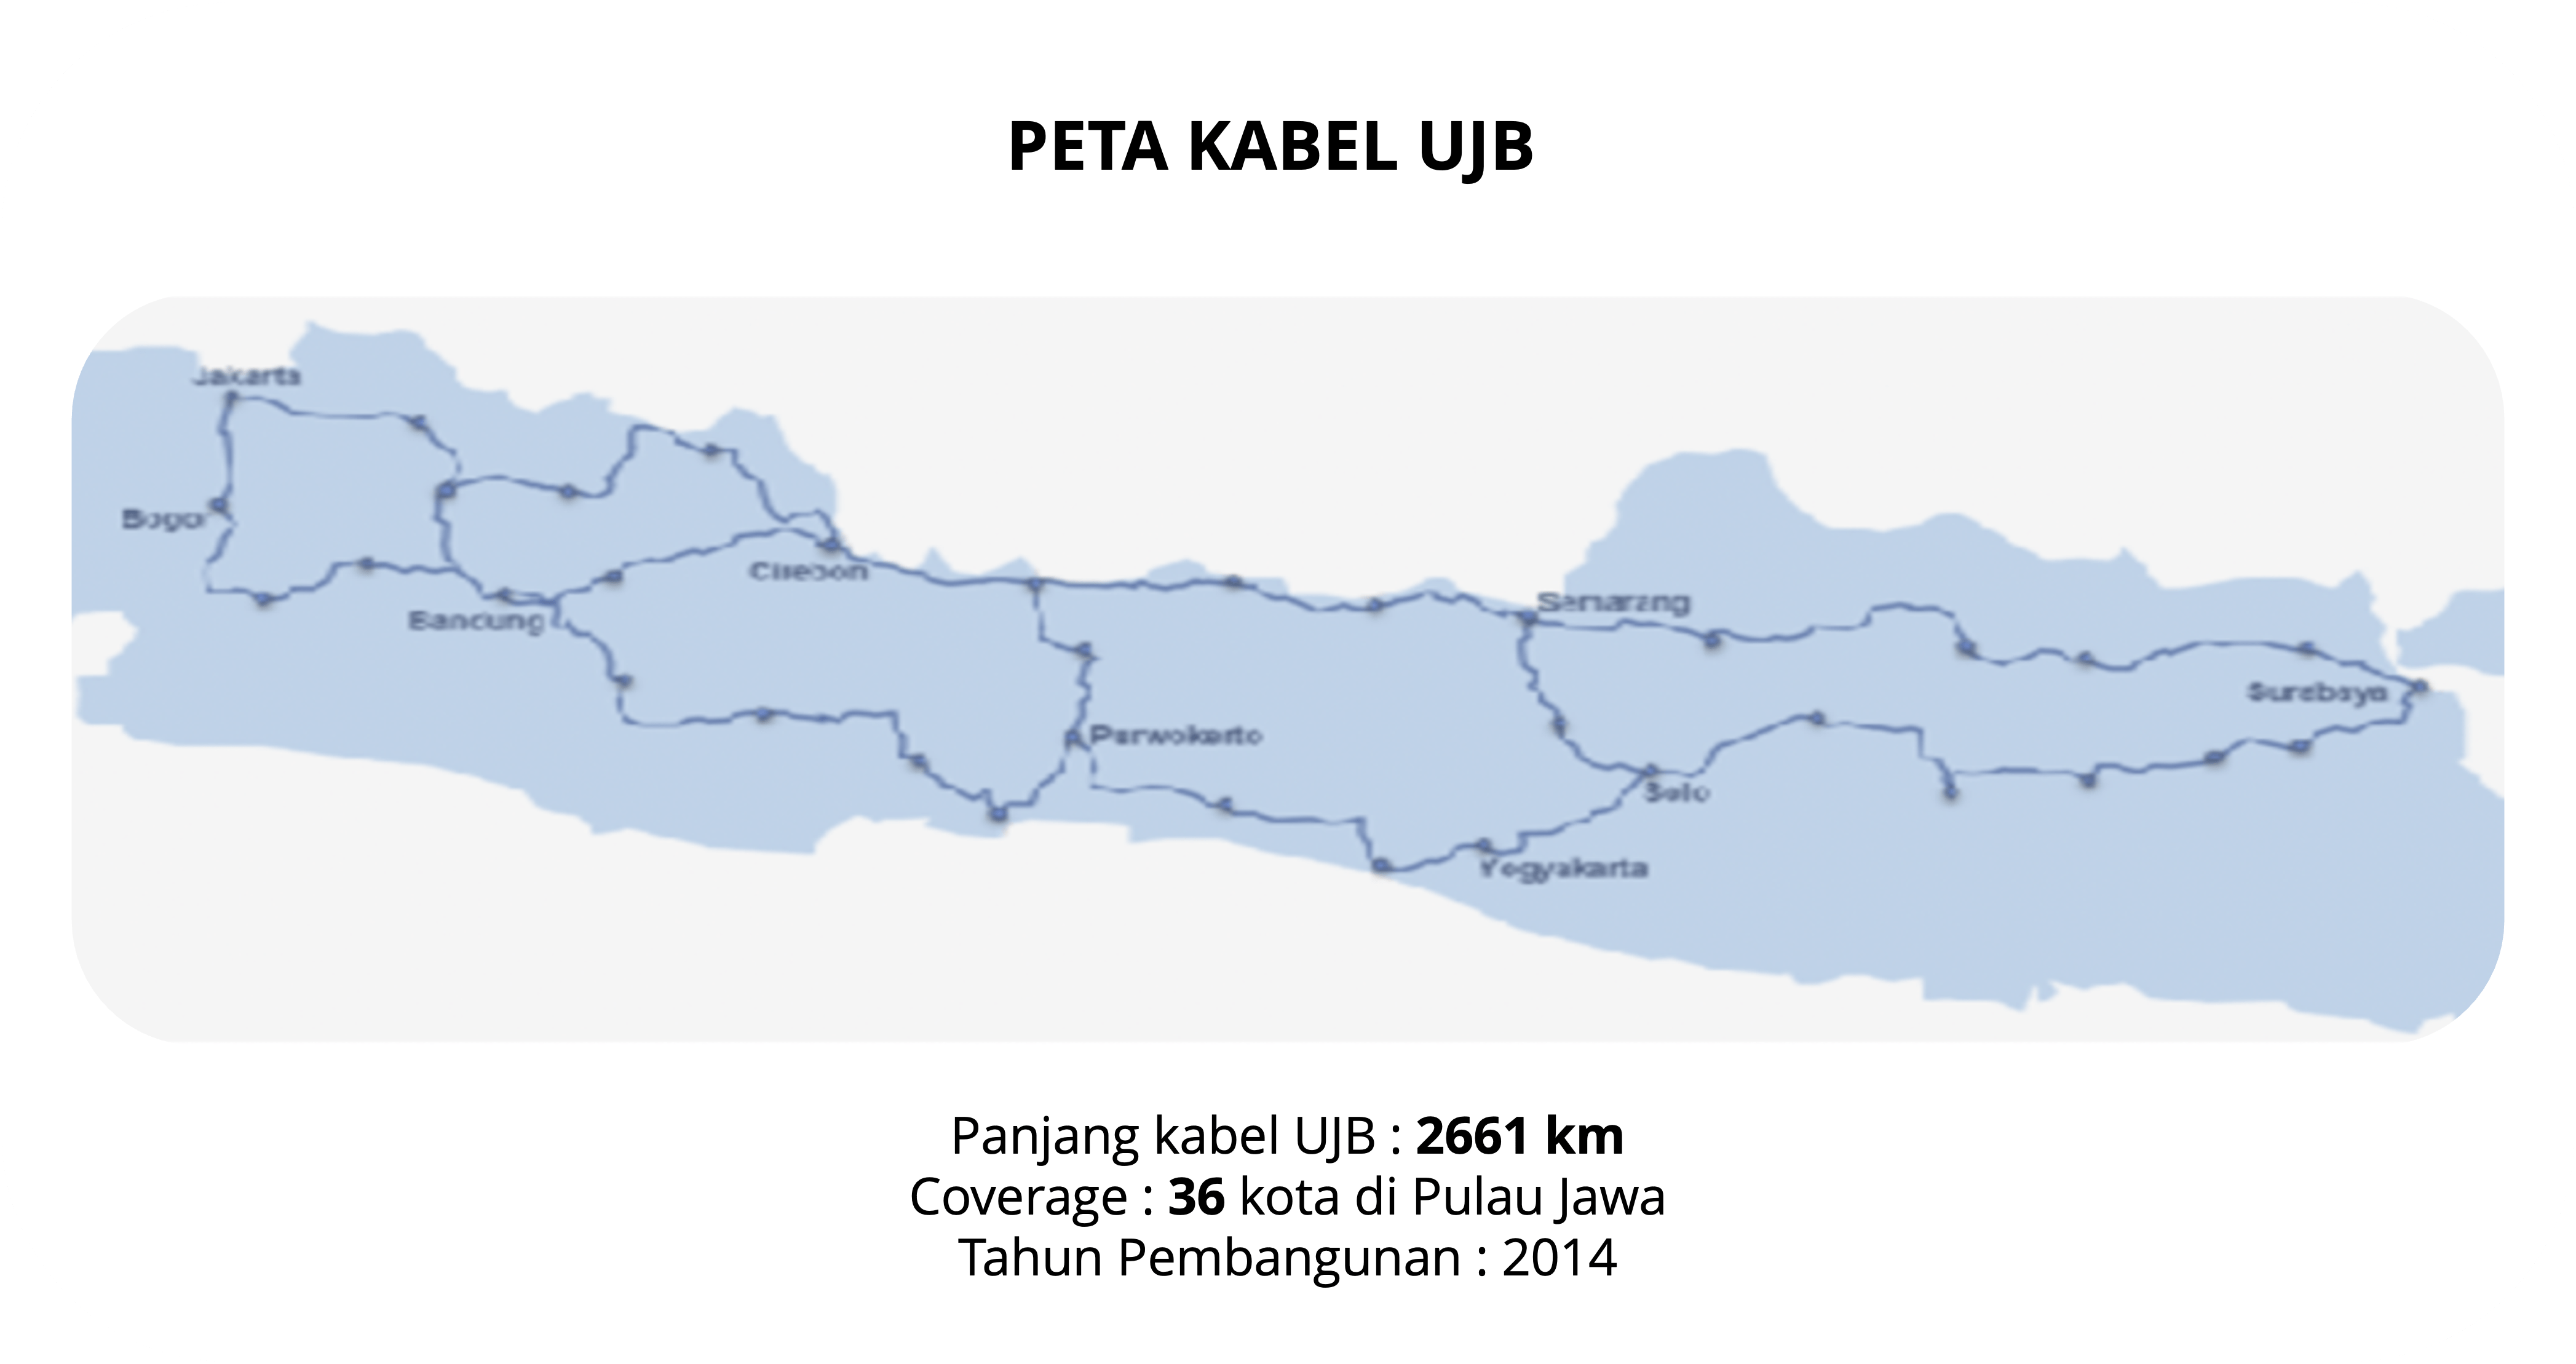 PETA KABEL UJB
Jakarta
Bogor
Cirebon
Bandung
Semarang
Surabaya
Purwokerto
Solo
Yogyakarta
Panjang kabel UJB : 2661 km
Coverage : 36 kota di Pulau Jawa
Tahun Pembangunan : 2014